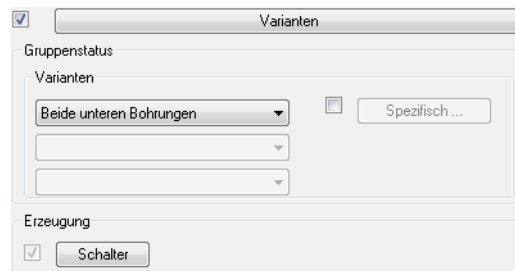 Varianten
Gruppenstatus
Varianten
Beide unteren Bohrungen
Spezifisch ...
Erzeugung
Schalter